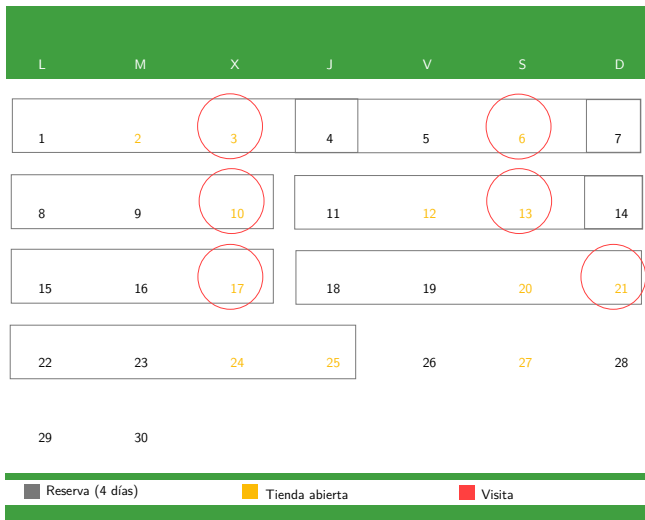 L M X J V S D
1 2 3 4 5 6 7
8 9 10 11 12 13 14
15 16 17 18 19 20 21
22 23 24 25 26 27 28
29 30
Reserva (4 días) Tienda abierta Visita